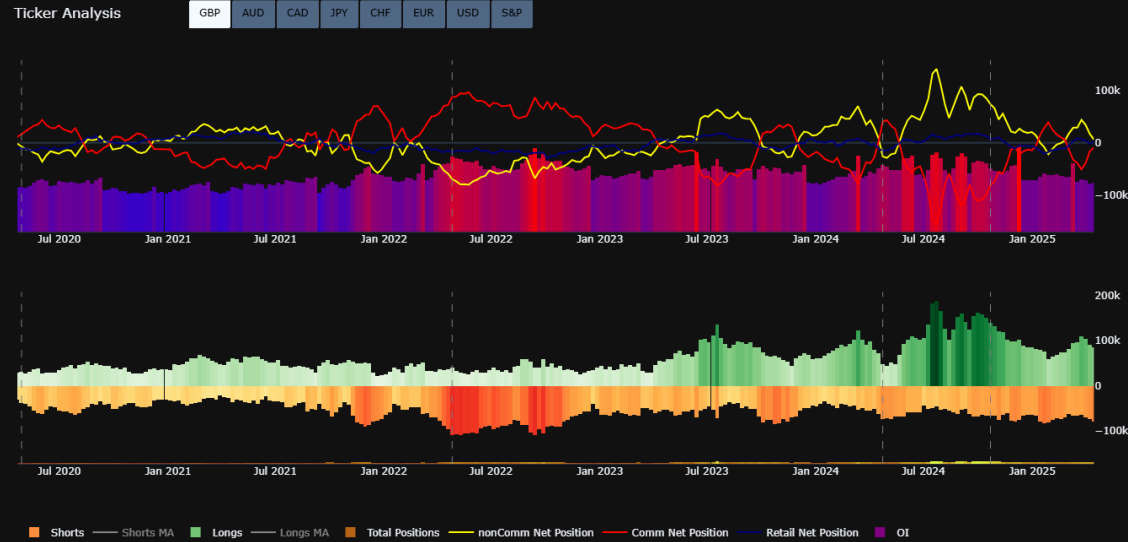 Ticker Analysis GBP AUD CAD JPY CHF EUR USD S&P
100k
0
−100k
Jul 2020 Jan 2021 Jul 2021 Jan 2022 Jul 2022 Jan 2023 Jul 2023 Jan 2024 Jul 2024 Jan 2025
200k
100k
0
−100k
Jul 2020 Jan 2021 Jul 2021 Jan 2022 Jul 2022 Jan 2023 Jul 2023 Jan 2024 Jul 2024 Jan 2025
Shorts Shorts MA Longs Longs MA Total Positions nonComm Net Position Comm Net Position Retail Net Position OI